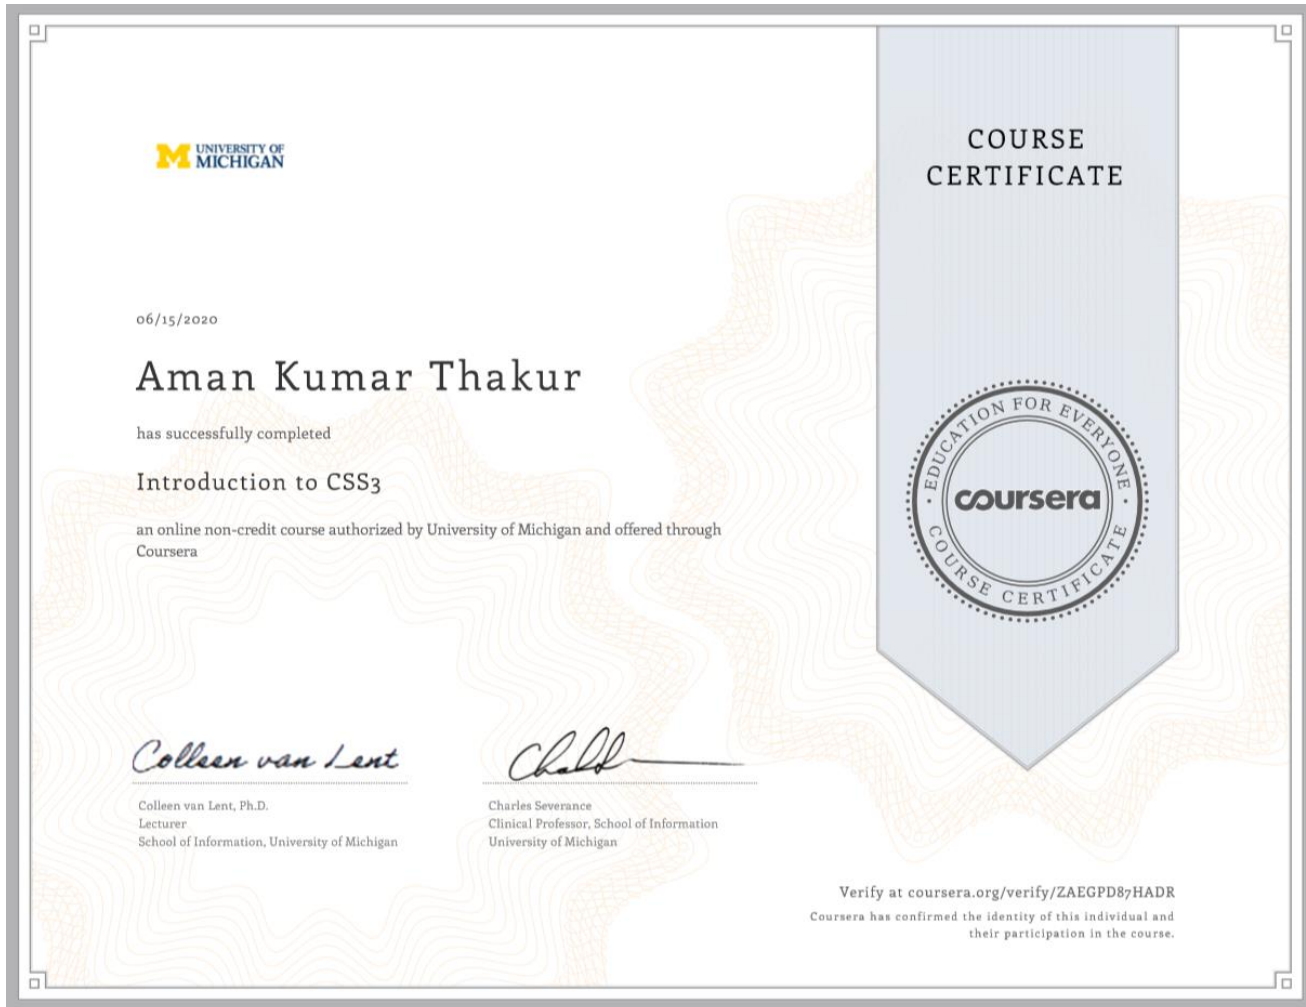 UNIVERSITY OF
MICHIGAN
COURSE
CERTIFICATE
06/15/2020
Aman Kumar Thakur
has successfully completed
Introduction to CSS3
an online non-credit course authorized by University of Michigan and offered through
Coursera
EDUCATION FOR EVERYONE
coursera
COURSE CERTIFICATE
Colleen van Lent
Colleen van Lent, Ph.D.
Lecturer
School of Information, University of Michigan
Charles Severance
Clinical Professor, School of Information
University of Michigan
Verify at coursera.org/verify/ZAEGPD87HADR
Coursera has confirmed the identity of this individual and
their participation in the course.